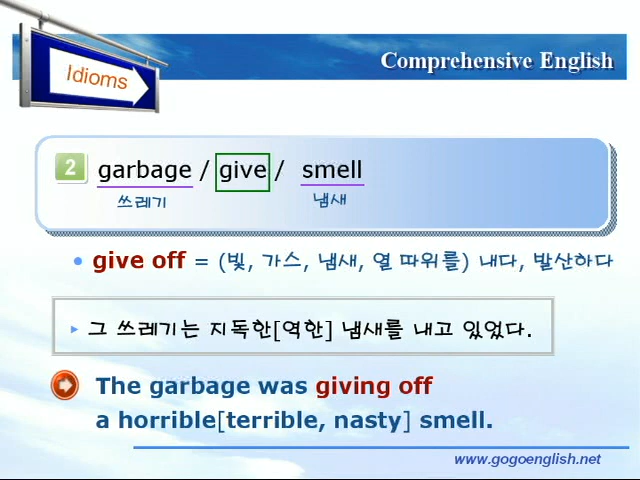 Idioms
Comprehensive English
2 garbage / give / smell
쓰레기 냄새
• give off = (빛, 가스, 냄새, 열 따위를) 내다, 발산하다
▸ 그 쓰레기는 지독한[역한] 냄새를 내고 있었다.
The garbage was giving off
a horrible[terrible, nasty] smell.
www.gogoenglish.net